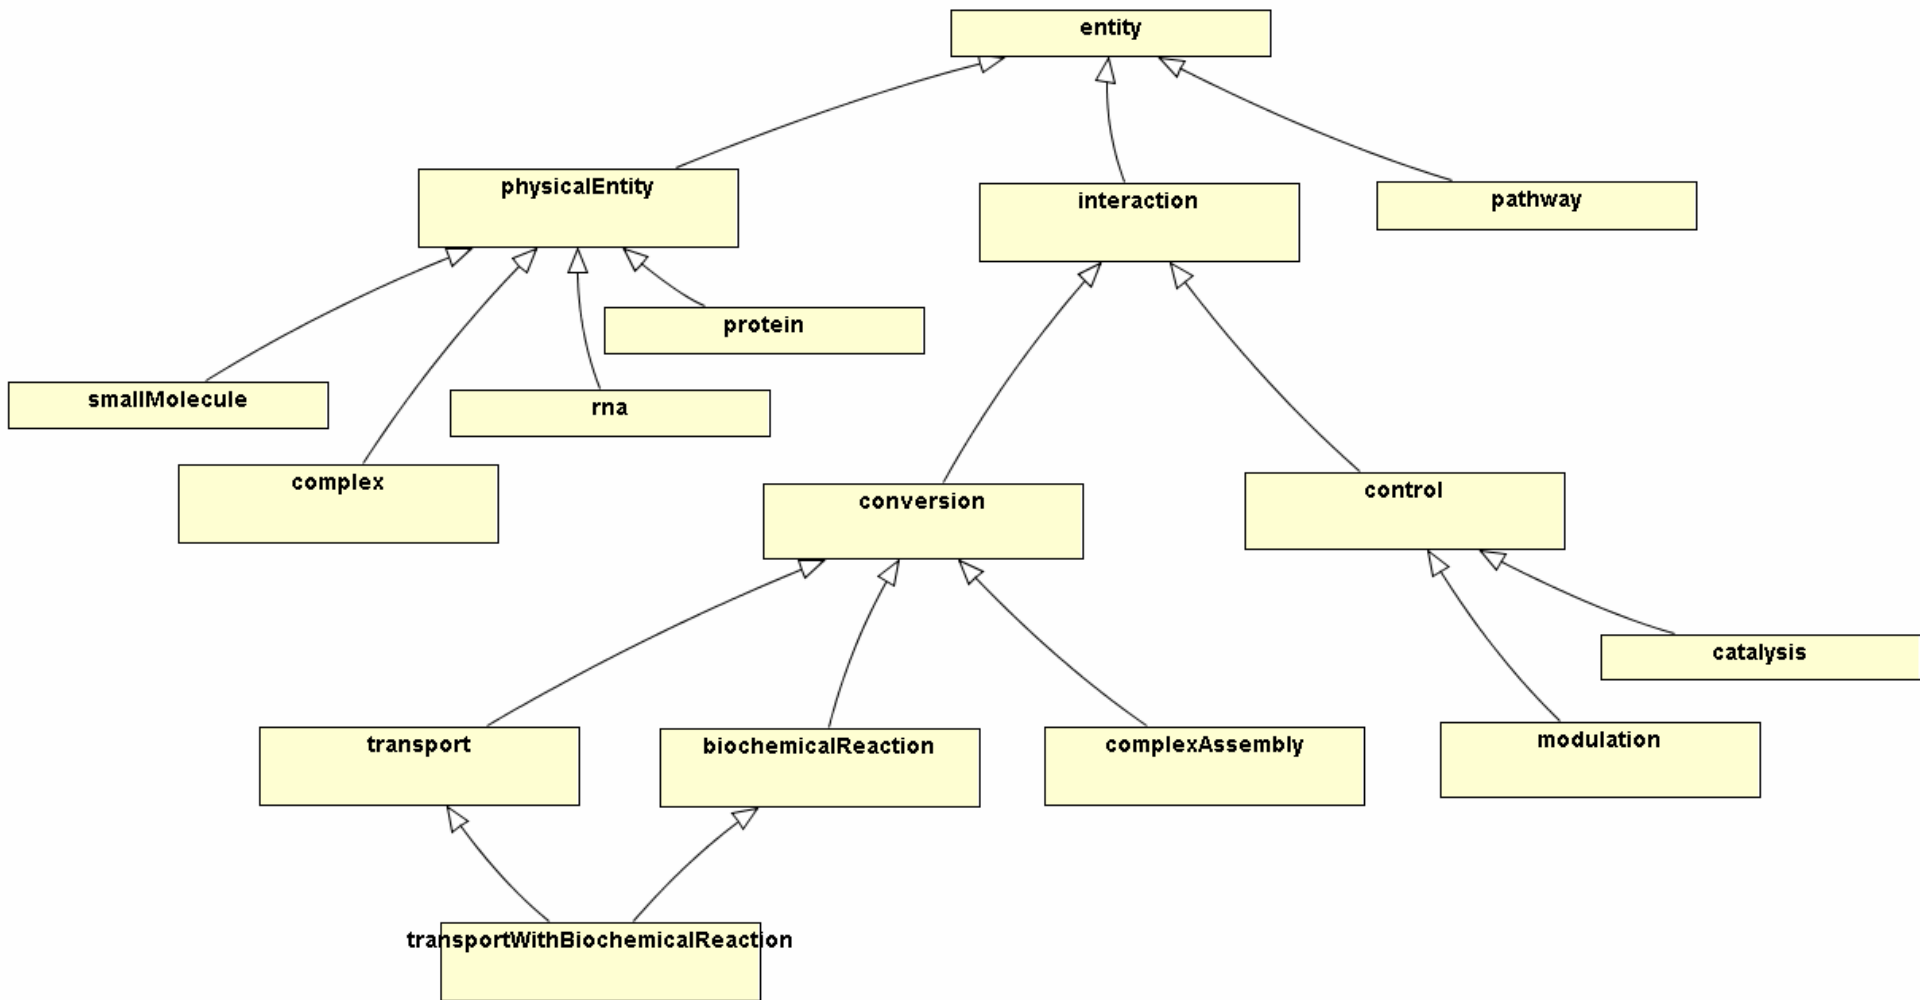 entity
physicalEntity
interaction
pathway
protein
smallMolecule
rna
complex
conversion
control
catalysis
transport
biochemicalReaction
complexAssembly
modulation
transportWithBiochemicalReaction